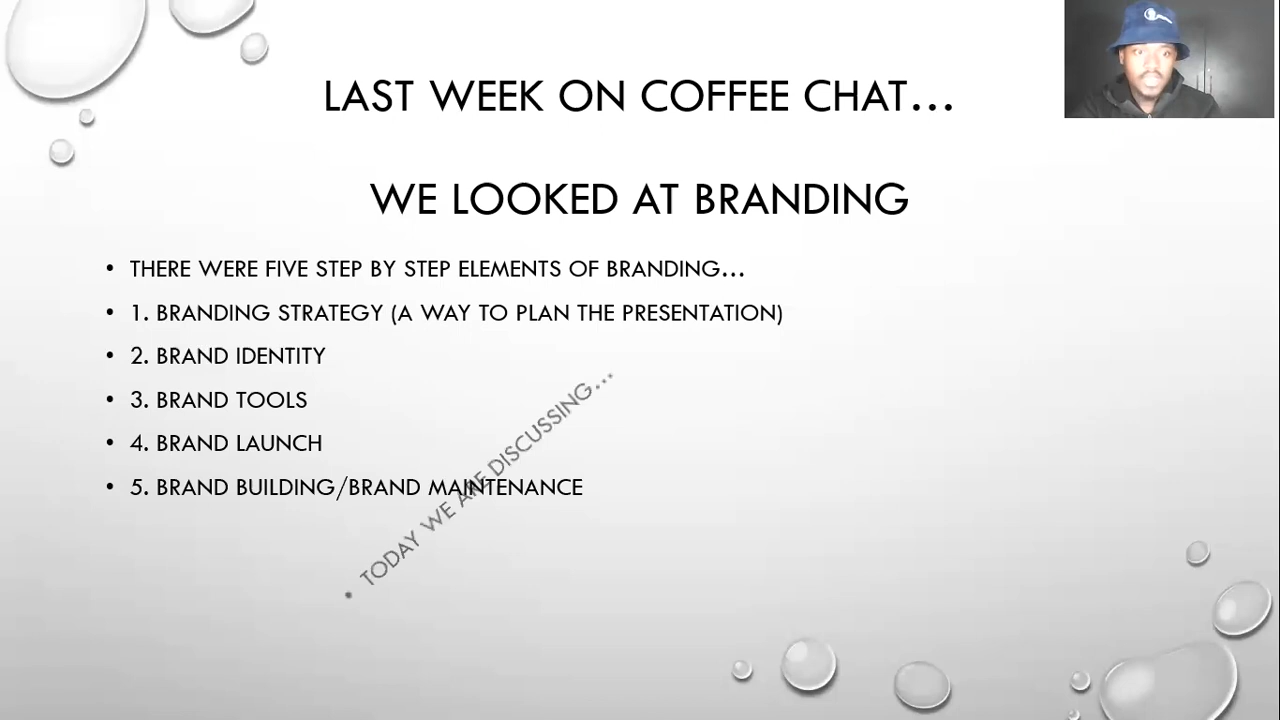 LAST WEEK ON COFFEE CHAT...
WE LOOKED AT BRANDING
• THERE WERE FIVE STEP BY STEP ELEMENTS OF BRANDING...
• 1. BRANDING STRATEGY (A WAY TO PLAN THE PRESENTATION)
• 2. BRAND IDENTITY
• 3. BRAND TOOLS
• 4. BRAND LAUNCH
• 5. BRAND BUILDING/BRAND MAINTENANCE
• TODAY WE ARE DISCUSSING...